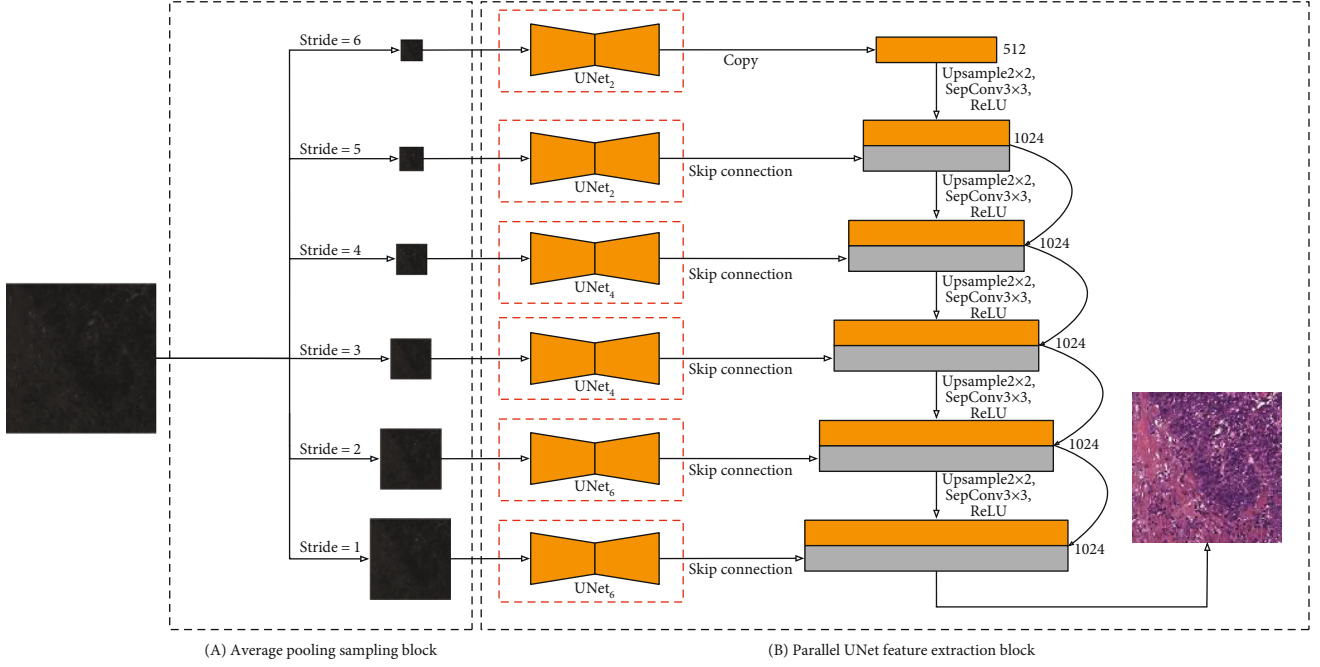 Stride = 6
UNet₂
Copy
512
Upsample2×2,
SepConv3×3,
ReLU
Stride = 5
UNet₂
Skip connection
1024
Upsample2×2,
SepConv3×3,
ReLU
Stride = 4
UNet₄
Skip connection
1024
Upsample2×2,
SepConv3×3,
ReLU
Stride = 3
UNet₄
Skip connection
1024
Upsample2×2,
SepConv3×3,
ReLU
Stride = 2
UNet₆
Skip connection
1024
Upsample2×2,
SepConv3×3,
ReLU
Stride = 1
UNet₆
Skip connection
1024
(A) Average pooling sampling block
(B) Parallel UNet feature extraction block